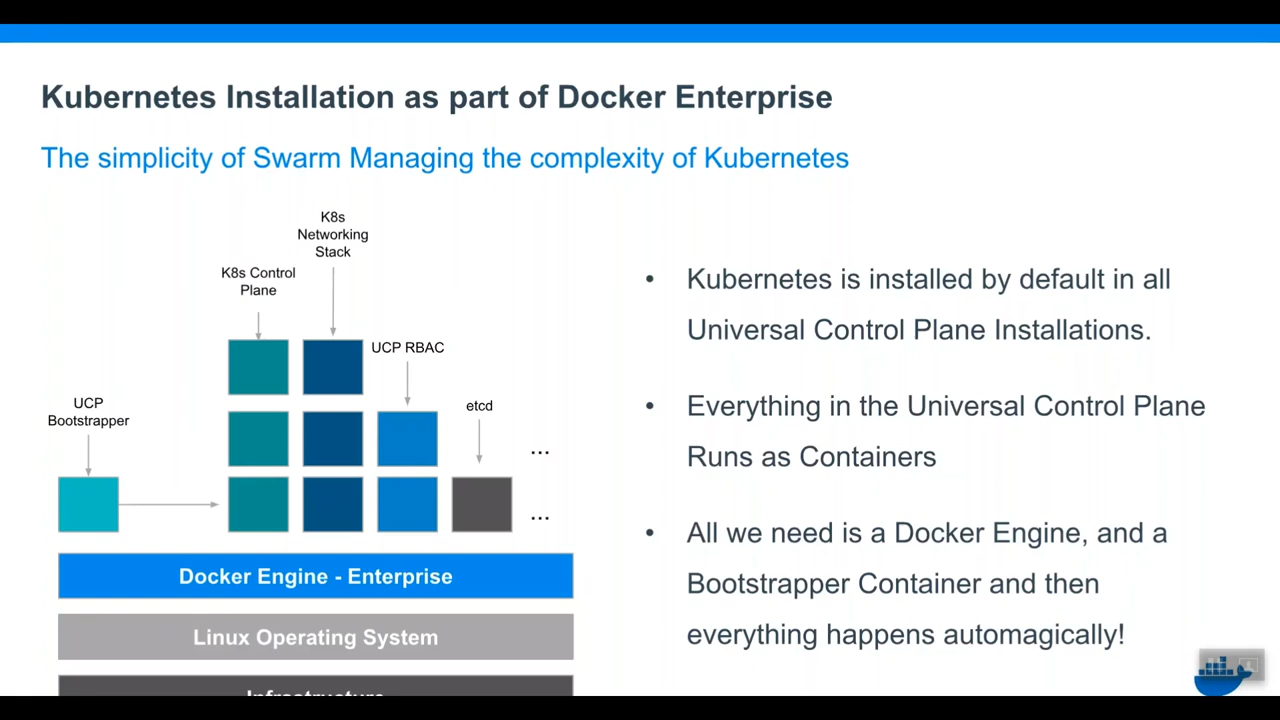 Kubernetes Installation as part of Docker Enterprise
The simplicity of Swarm Managing the complexity of Kubernetes
K8s
Networking
Stack
K8s Control
Plane
UCP RBAC
UCP
Bootstrapper
etcd
...
...
Docker Engine - Enterprise
Linux Operating System
Infrastructure
• Kubernetes is installed by default in all
Universal Control Plane Installations.
• Everything in the Universal Control Plane
Runs as Containers
• All we need is a Docker Engine, and a
Bootstrapper Container and then
everything happens automagically!